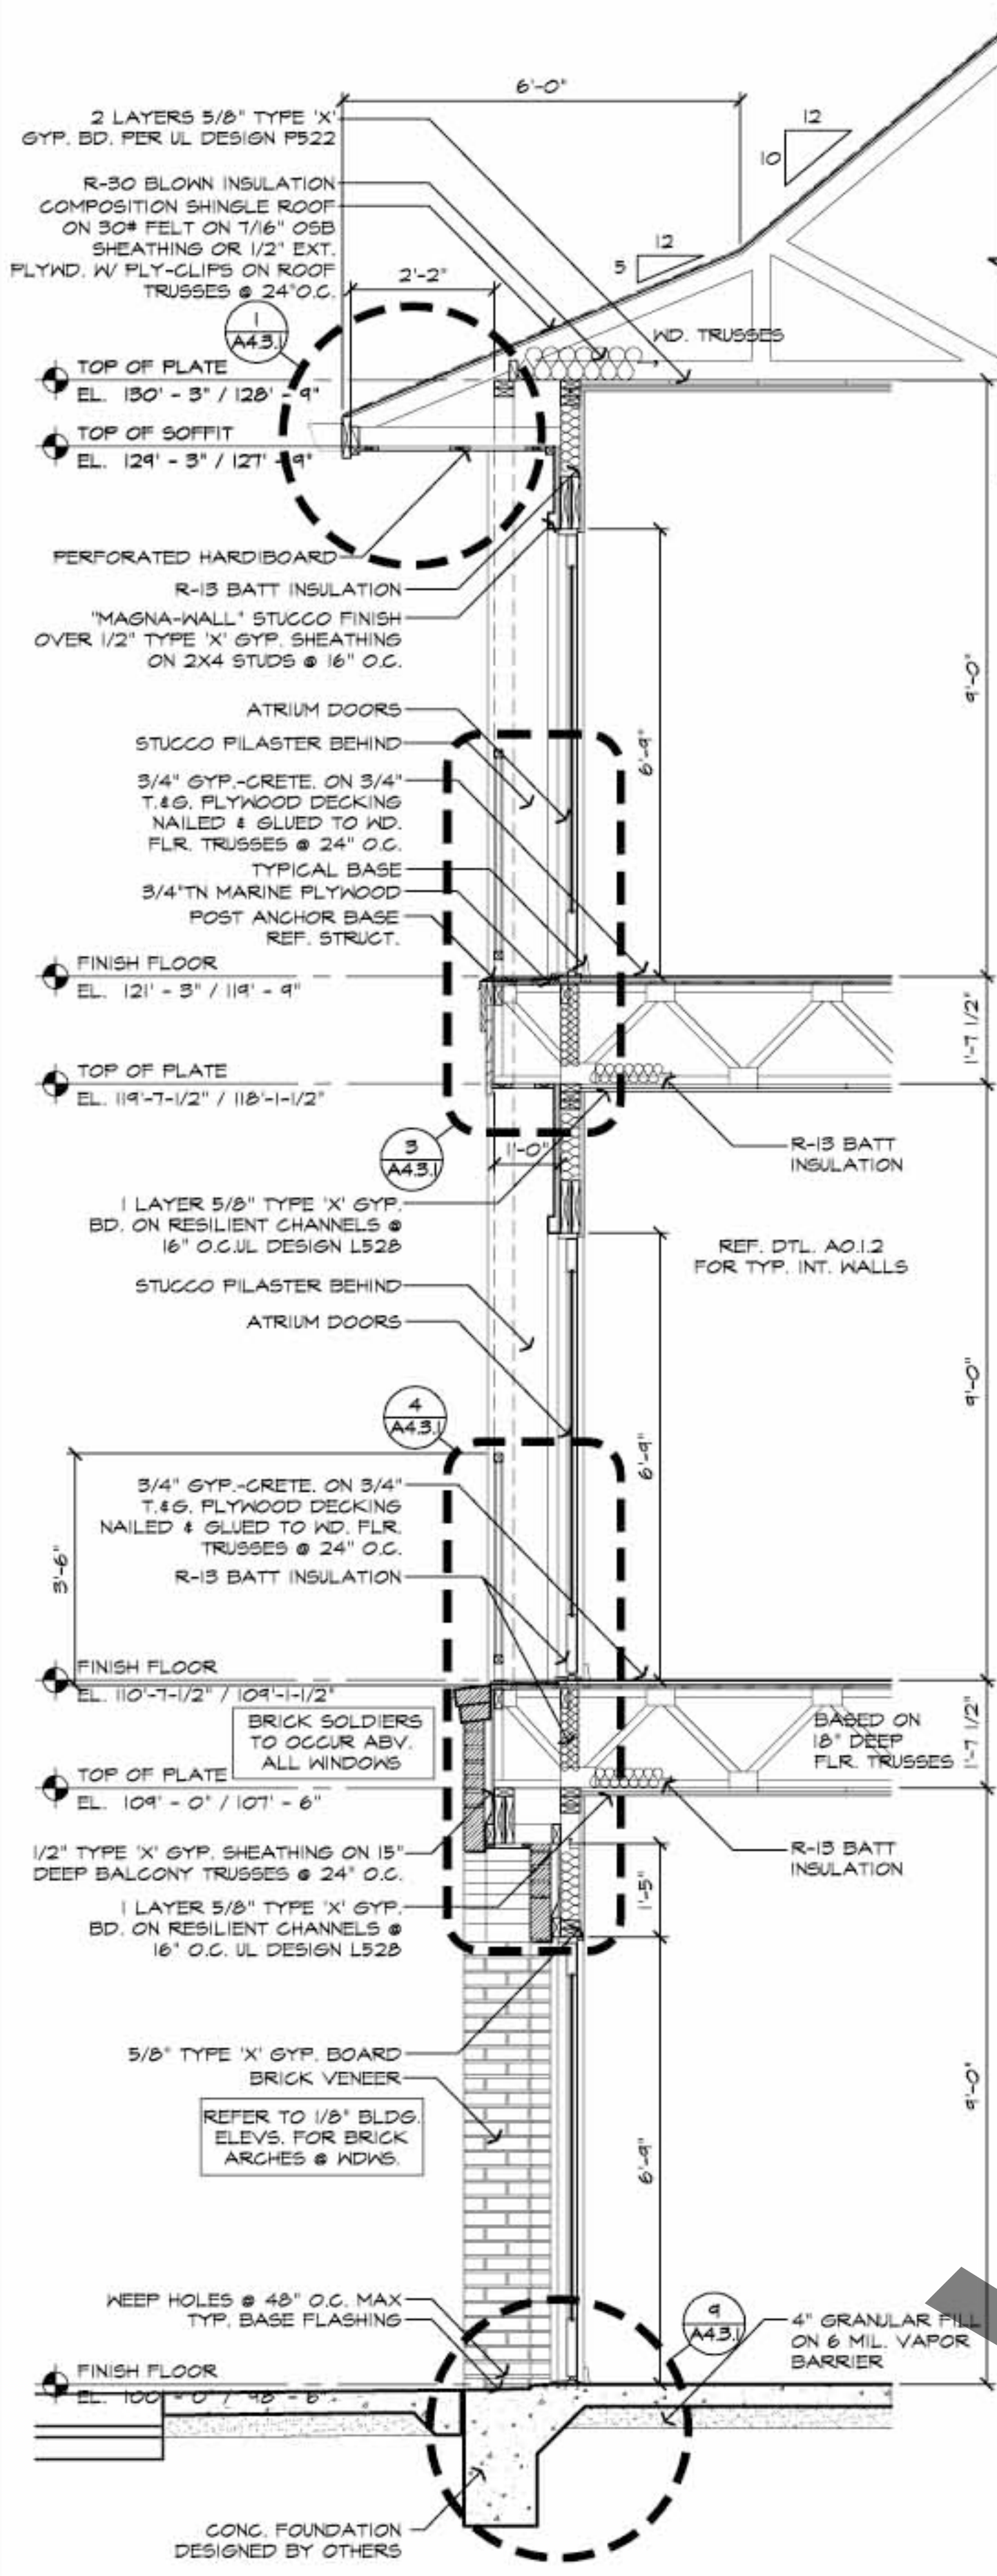 6'-0"
2 LAYERS 5/8" TYPE 'X'
GYP. BD. PER UL DESIGN P522
12
10
R-30 BLOWN INSULATION
COMPOSITION SHINGLE ROOF
ON 30# FELT ON 7/16" OSB
SHEATHING OR 1/2" EXT.
PLYWD. W/ PLY-CLIPS ON ROOF
TRUSSES @ 24"O.C.
12
5
2'-2"
1
A4.3.1
WD. TRUSSES
TOP OF PLATE
EL. 130' - 3" / 128' - 9"
TOP OF SOFFIT
EL. 129' - 3" / 127' - 9"
PERFORATED HARDIBOARD
R-13 BATT INSULATION
"MAGNA-WALL" STUCCO FINISH
OVER 1/2" TYPE 'X' GYP. SHEATHING
ON 2X4 STUDS @ 16" O.C.
9'-0"
ATRIUM DOORS
STUCCO PILASTER BEHIND
6'-9"
3/4" GYP.-CRETE. ON 3/4"
T.&G. PLYWOOD DECKING
NAILED & GLUED TO WD.
FLR. TRUSSES @ 24" O.C.
TYPICAL BASE
3/4"TN MARINE PLYWOOD
POST ANCHOR BASE
REF. STRUCT.
FINISH FLOOR
EL. 121' - 3" / 119' - 9"
1'-7 1/2"
TOP OF PLATE
EL. 119'-7-1/2" / 118'-1-1/2"
3
A4.3.1
1'-0"
R-13 BATT
INSULATION
1 LAYER 5/8" TYPE 'X' GYP.
BD. ON RESILIENT CHANNELS @
16" O.C.UL DESIGN L528
REF. DTL. A0.1.2
FOR TYP. INT. WALLS
STUCCO PILASTER BEHIND
ATRIUM DOORS
9'-0"
4
A4.3.1
6'-9"
3/4" GYP.-CRETE. ON 3/4"
T.&G. PLYWOOD DECKING
NAILED & GLUED TO WD. FLR.
TRUSSES @ 24" O.C.
R-13 BATT INSULATION
3'-6"
FINISH FLOOR
EL. 110'-7-1/2" / 109'-1-1/2"
BRICK SOLDIERS
TO OCCUR ABV.
ALL WINDOWS
BASED ON
18" DEEP
FLR. TRUSSES
1'-7 1/2"
TOP OF PLATE
EL. 109' - 0" / 107' - 6"
1/2" TYPE 'X' GYP. SHEATHING ON 15"
DEEP BALCONY TRUSSES @ 24" O.C.
R-13 BATT
INSULATION
1'-5"
1 LAYER 5/8" TYPE 'X' GYP.
BD. ON RESILIENT CHANNELS @
16" O.C. UL DESIGN L528
5/8" TYPE 'X' GYP. BOARD
BRICK VENEER
9'-0"
REFER TO 1/8" BLDG.
ELEVS. FOR BRICK
ARCHES @ WDWS.
6'-9"
WEEP HOLES @ 48" O.C. MAX
TYP. BASE FLASHING
9
A4.3.1
4" GRANULAR FILL
ON 6 MIL. VAPOR
BARRIER
FINISH FLOOR
EL. 100' - 0" / 98' - 6"
CONC. FOUNDATION
DESIGNED BY OTHERS